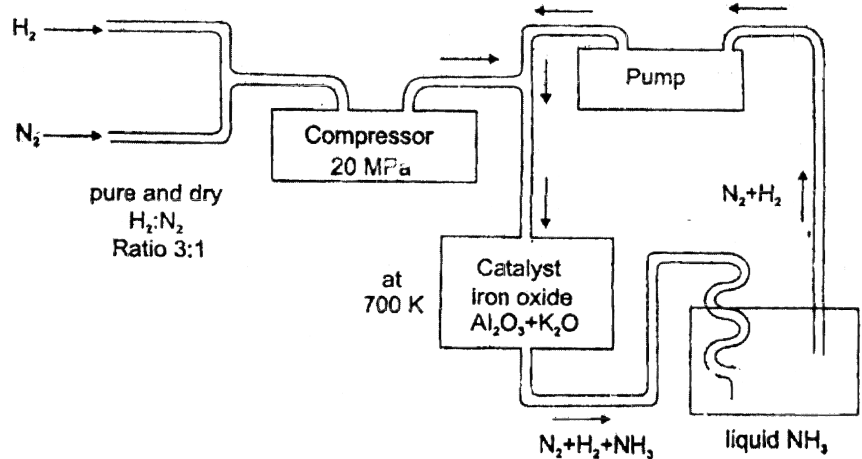 H₂
N₂
pure and dry
H₂:N₂
Ratio 3:1
Compressor
20 MPa
Pump
N₂+H₂
at
700 K
Catalyst
iron oxide
Al₂O₃+K₂O
N₂+H₂+NH₃
liquid NH₃